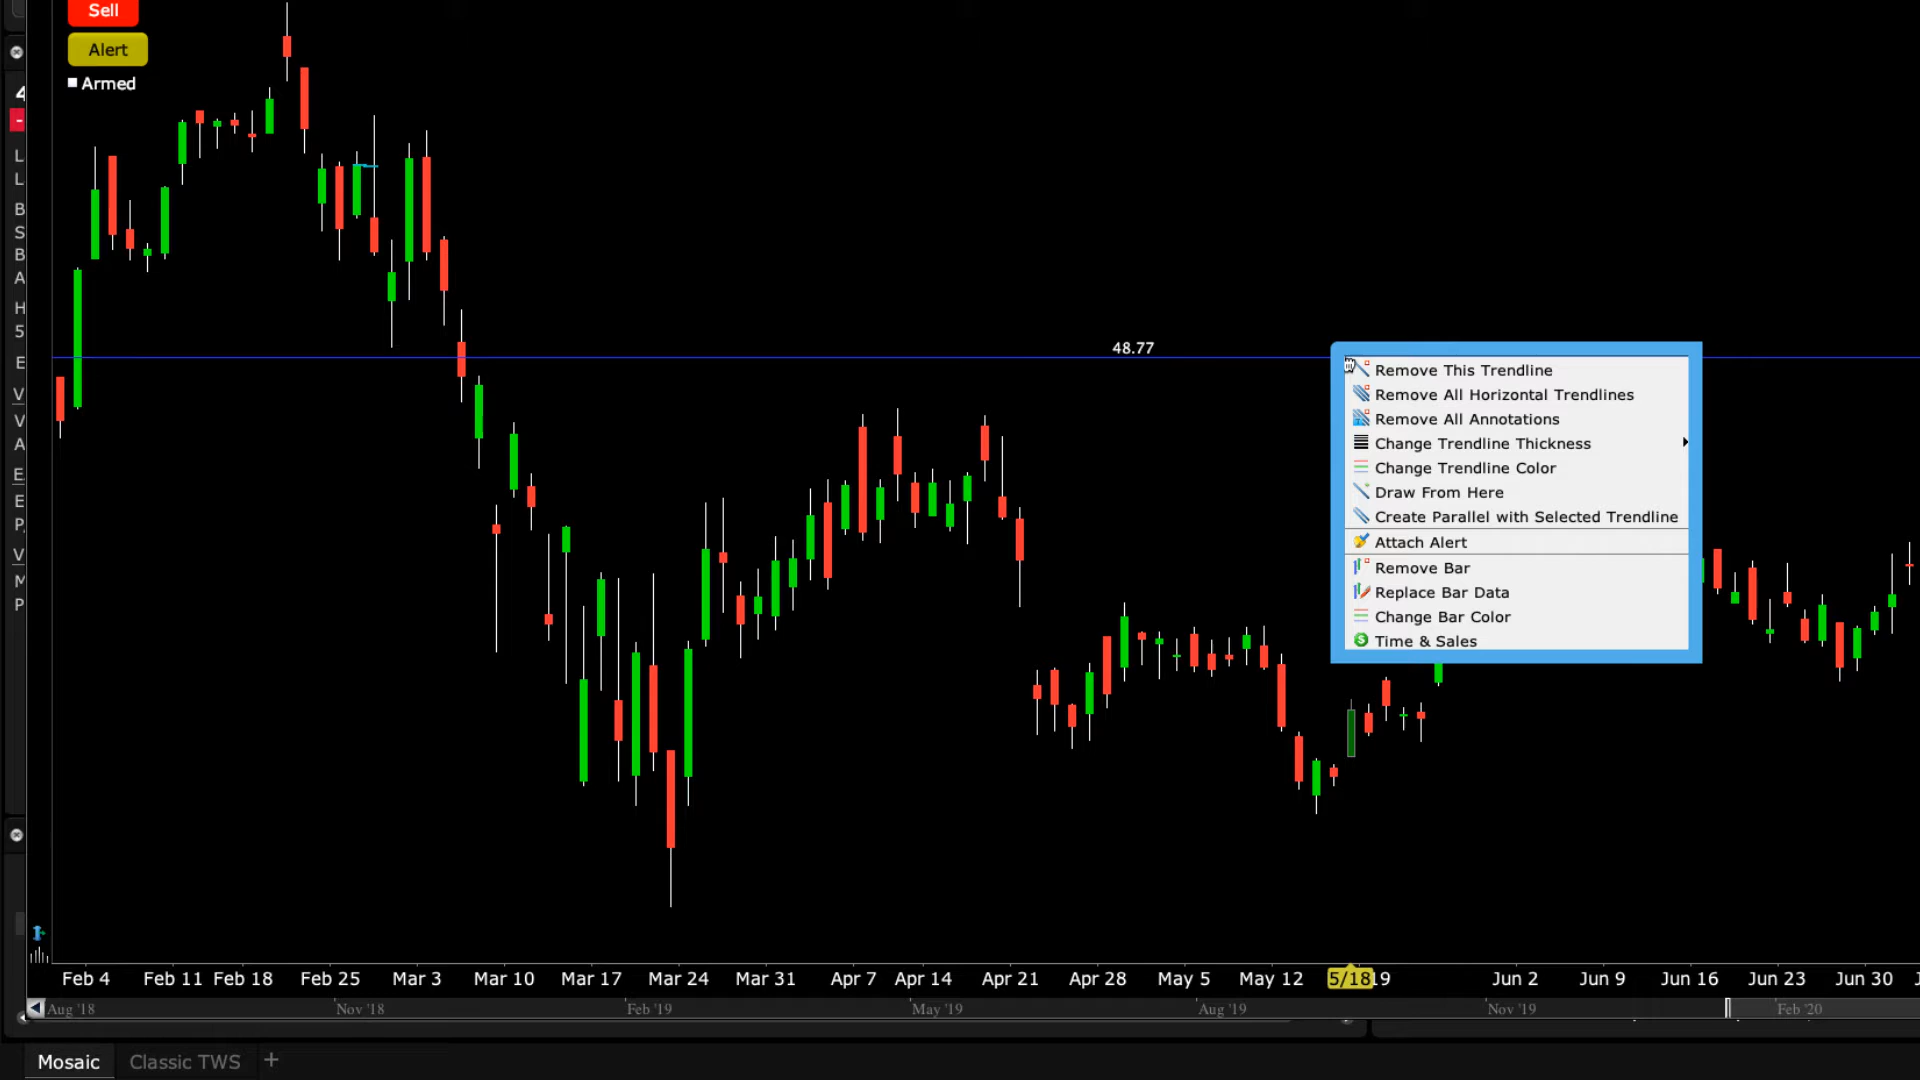 Sell
Alert
Armed
4
-
L
L
B
S
B
A
H
5
E
V
V
A
E
E
P
V
M
P
48.77
Remove This Trendline
Remove All Horizontal Trendlines
Remove All Annotations
Change Trendline Thickness
Change Trendline Color
Draw From Here
Create Parallel with Selected Trendline
Attach Alert
Remove Bar
Replace Bar Data
Change Bar Color
Time & Sales
Feb 4 Feb 11 Feb 18 Feb 25 Mar 3 Mar 10 Mar 17 Mar 24 Mar 31 Apr 7 Apr 14 Apr 21 Apr 28 May 5 May 12 5/18 9 Jun 2 Jun 9 Jun 16 Jun 23 Jun 30 J
Aug '18 Nov '18 Feb '19 May '19 Aug '19 Nov '19 Feb '20
Mosaic Classic TWS +